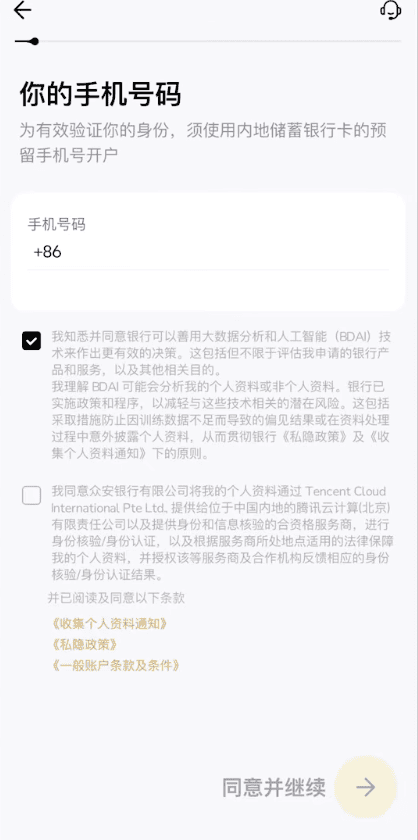 你的手机号码
为有效验证你的身份，须使用内地储蓄银行卡的预
留手机号开户
手机号码
+86
我知悉并同意银行可以善用大数据分析和人工智能（BDAI）技
术来作出更有效的决策。这包括但不限于评估我申请的银行产
品和服务，以及其他相关目的。
我理解 BDAI 可能会分析我的个人资料或非个人资料。银行已
实施政策和程序，以减轻与这些技术相关的潜在风险。这包括
采取措施防止因训练数据不足而导致的偏见结果或在资料处理
过程中意外披露个人资料，从而贯彻银行《私隐政策》及《收
集个人资料通知》下的原则。
我同意众安银行有限公司将我的个人资料通过 Tencent Cloud
International Pte Ltd., 提供给位于中国内地的腾讯云计算(北京)
有限责任公司以及提供身份和信息核验的合资格服务商，进行
身份核验/身份认证，以及根据服务商所处地点适用的法律保障
我的个人资料，并授权该等服务商及合作机构反馈相应的身份
核验/身份认证结果。
并已阅读及同意以下条款
《收集个人资料通知》
《私隐政策》
《一般账户条款及条件》
同意并继续